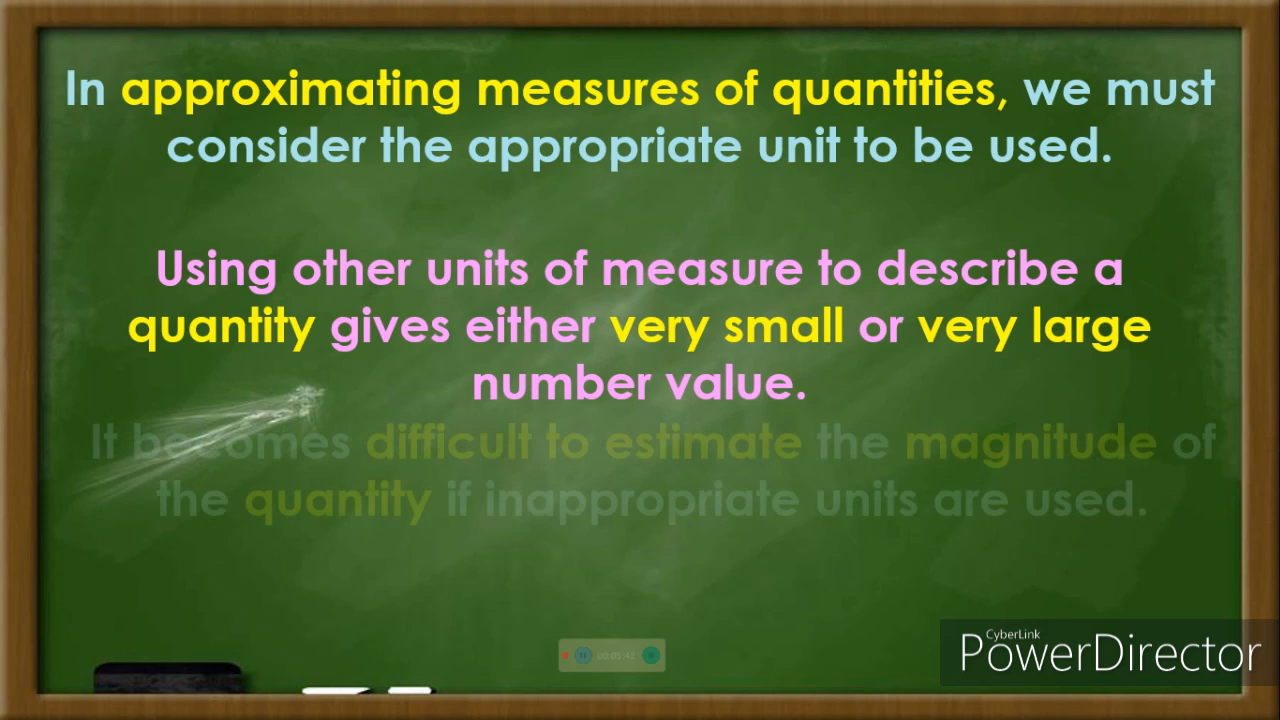 In approximating measures of quantities, we must
consider the appropriate unit to be used.
Using other units of measure to describe a
quantity gives either very small or very large
number value.
It becomes difficult to estimate the magnitude of
the quantity if inappropriate units are used.
CyberLink
PowerDirector